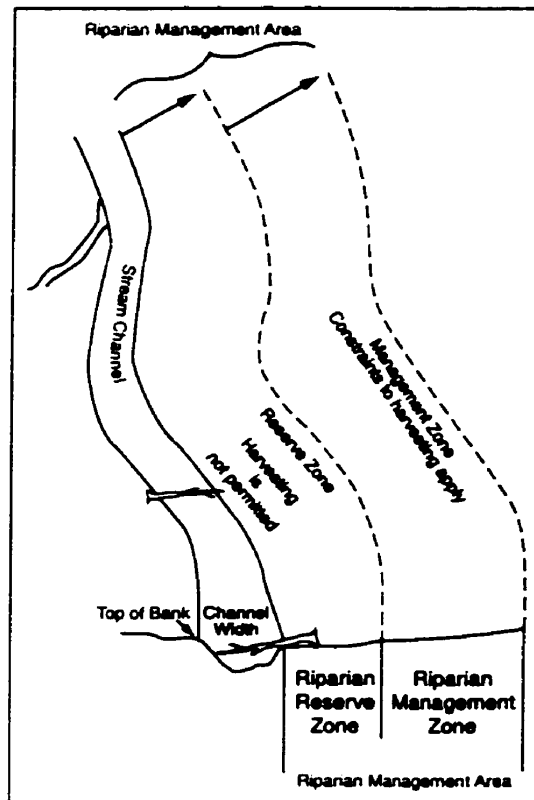 Riparian Management Area
Stream Channel
Management Zone
Constraints to harvesting apply
Reserve Zone
Harvesting
is
not permitted
Top of Bank
Channel
Width
Riparian
Reserve
Zone
Riparian
Management
Zone
Riparian Management Area